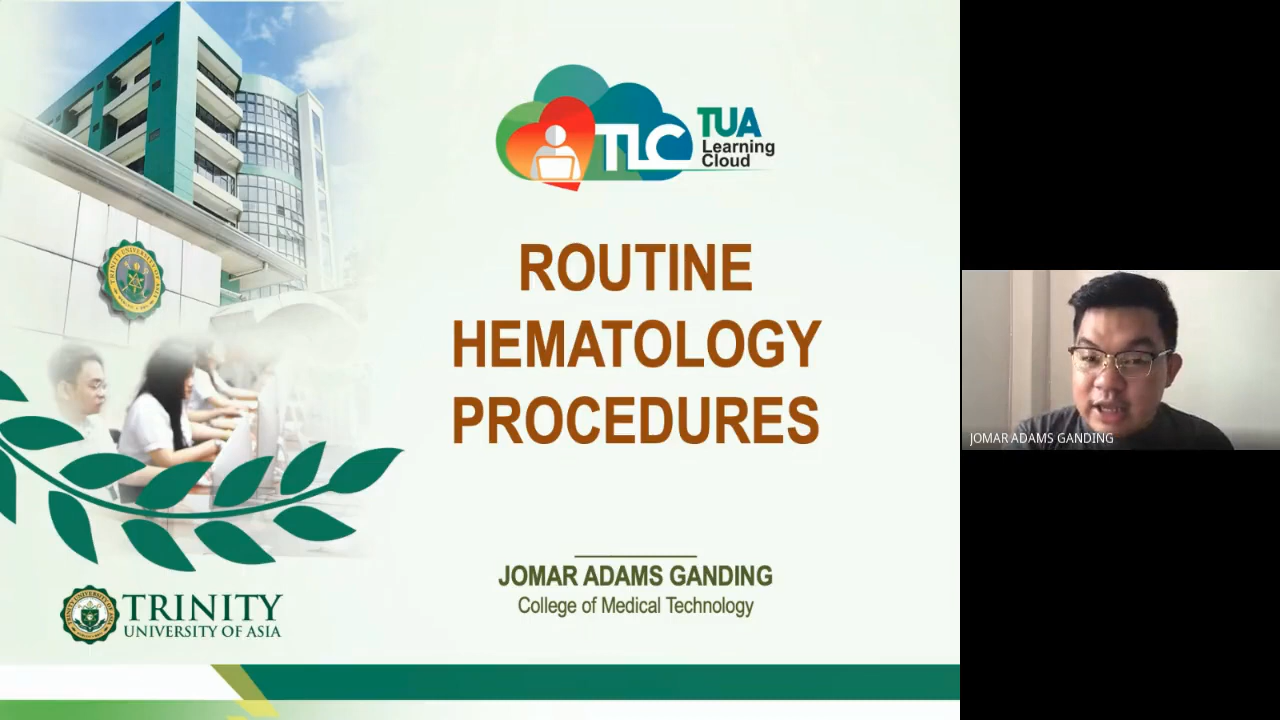 TLC
TUA
Learning
Cloud
ROUTINE
HEMATOLOGY
PROCEDURES
JOMAR ADAMS GANDING
College of Medical Technology
TRINITY
UNIVERSITY OF ASIA
JOMAR ADAMS GANDING